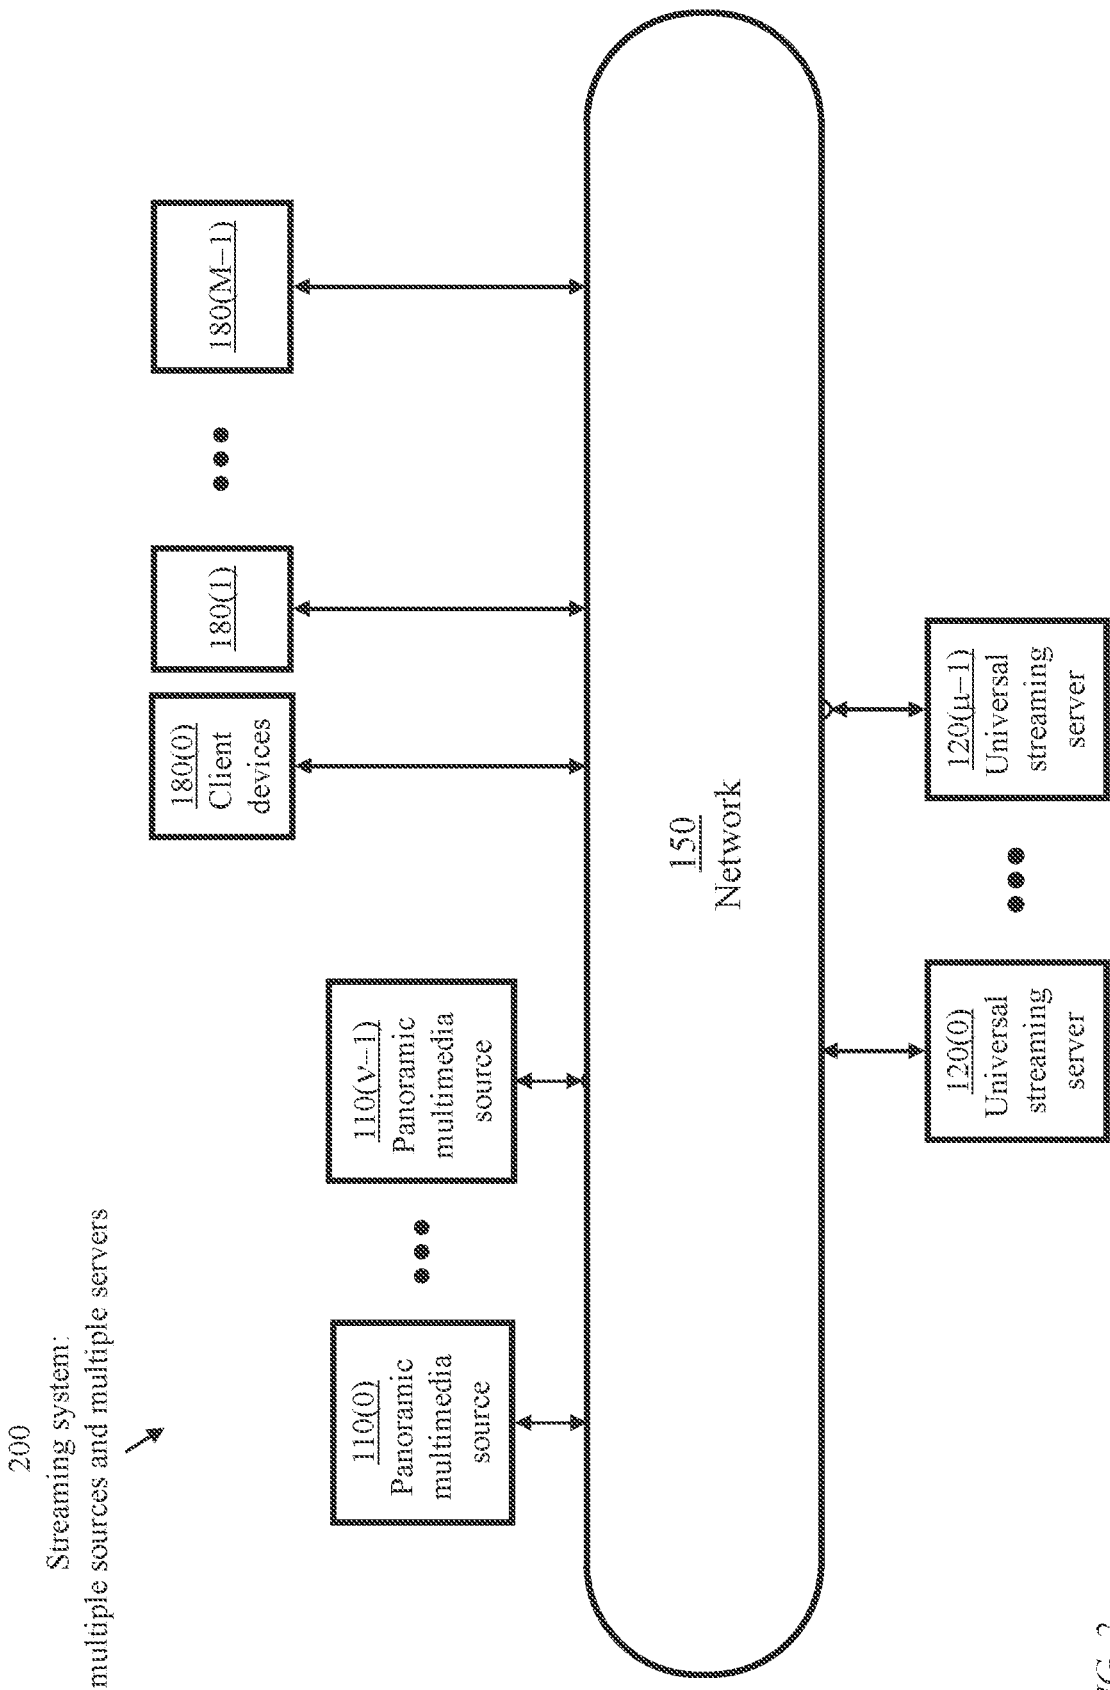 200
Streaming system:
multiple sources and multiple servers
110(0)
Panoramic
multimedia
source
110(ν−1)
Panoramic
multimedia
source
180(0)
Client
devices
180(1)
180(M−1)
150
Network
120(0)
Universal
streaming
server
120(μ−1)
Universal
streaming
server